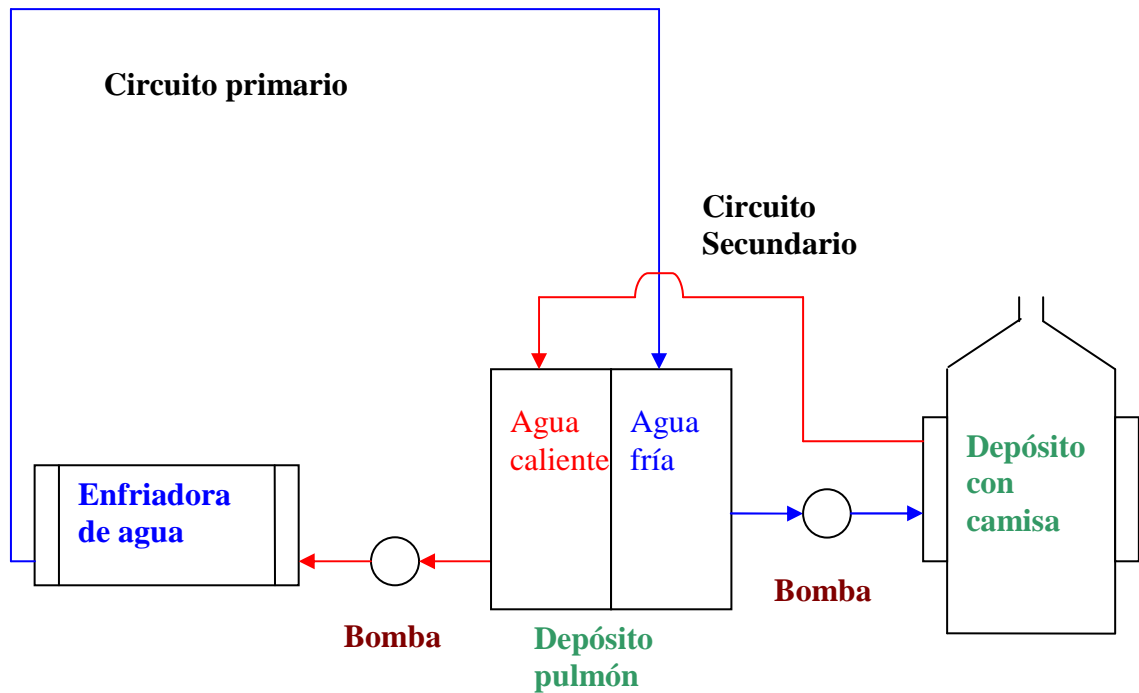 Circuito primario
Circuito
Secundario
Agua
caliente
Agua
fría
Depósito
con
camisa
Enfriadora
de agua
Bomba
Bomba
Depósito
pulmón